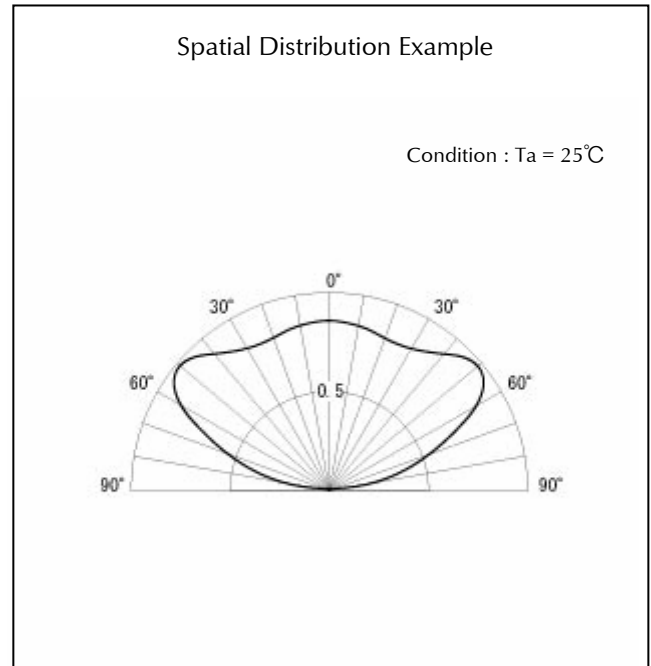 Spatial Distribution Example
Condition : Ta = 25℃
0°
30° 30°
60° 60°
0. 5
90° 90°